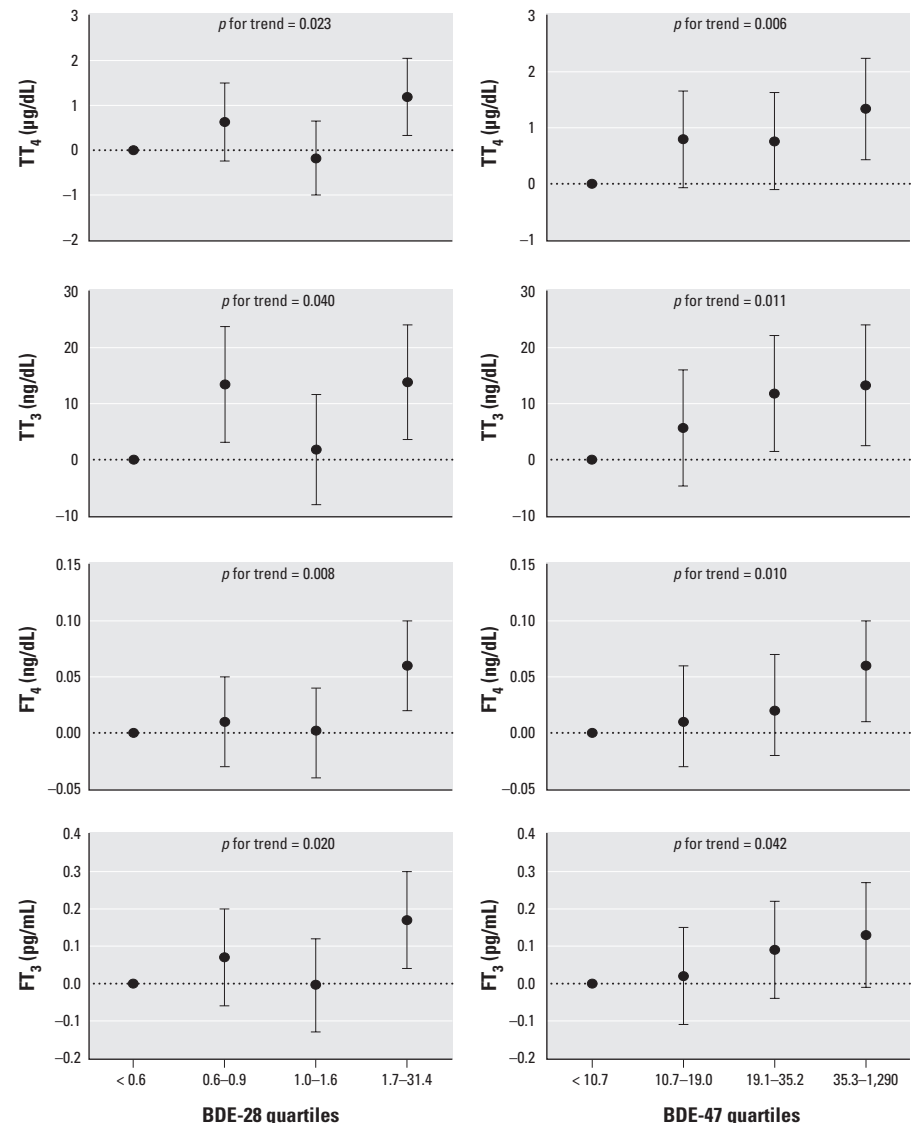 p for trend = 0.023
3
2
1
0
–1
–2
TT4 (µg/dL)
p for trend = 0.006
3
2
1
0
–1
TT4 (µg/dL)
p for trend = 0.040
30
20
10
0
–10
TT3 (ng/dL)
p for trend = 0.011
30
20
10
0
–10
TT3 (ng/dL)
p for trend = 0.008
0.15
0.10
0.05
0.00
–0.05
FT4 (ng/dL)
p for trend = 0.010
0.15
0.10
0.05
0.00
–0.05
FT4 (ng/dL)
p for trend = 0.020
0.4
0.3
0.2
0.1
0.0
–0.1
–0.2
FT3 (pg/mL)
< 0.6 0.6–0.9 1.0–1.6 1.7–31.4
BDE-28 quartiles
p for trend = 0.042
0.4
0.3
0.2
0.1
0.0
–0.1
–0.2
FT3 (pg/mL)
< 10.7 10.7–19.0 19.1–35.2 35.3–1,290
BDE-47 quartiles